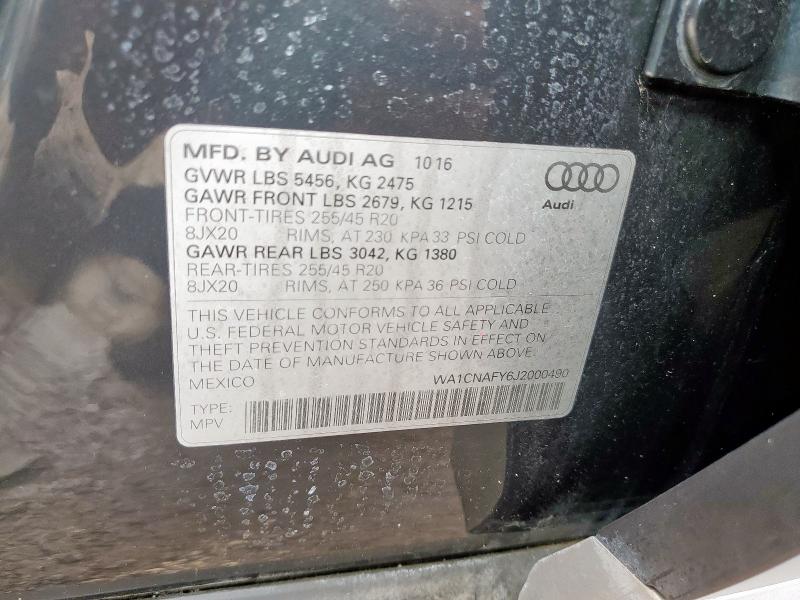 MFD. BY AUDI AG 10 16
GVWR LBS 5456, KG 2475
GAWR FRONT LBS 2679, KG 1215
FRONT-TIRES 255/45 R20
8JX20 RIMS, AT 230 KPA 33 PSI COLD
GAWR REAR LBS 3042, KG 1380
REAR-TIRES 255/45 R20
8JX20 RIMS, AT 250 KPA 36 PSI COLD
Audi
THIS VEHICLE CONFORMS TO ALL APPLICABLE
U.S. FEDERAL MOTOR VEHICLE SAFETY AND
THEFT PREVENTION STANDARDS IN EFFECT ON
THE DATE OF MANUFACTURE SHOWN ABOVE.
MEXICO WA1CNAFY6J2000490
TYPE:
MPV